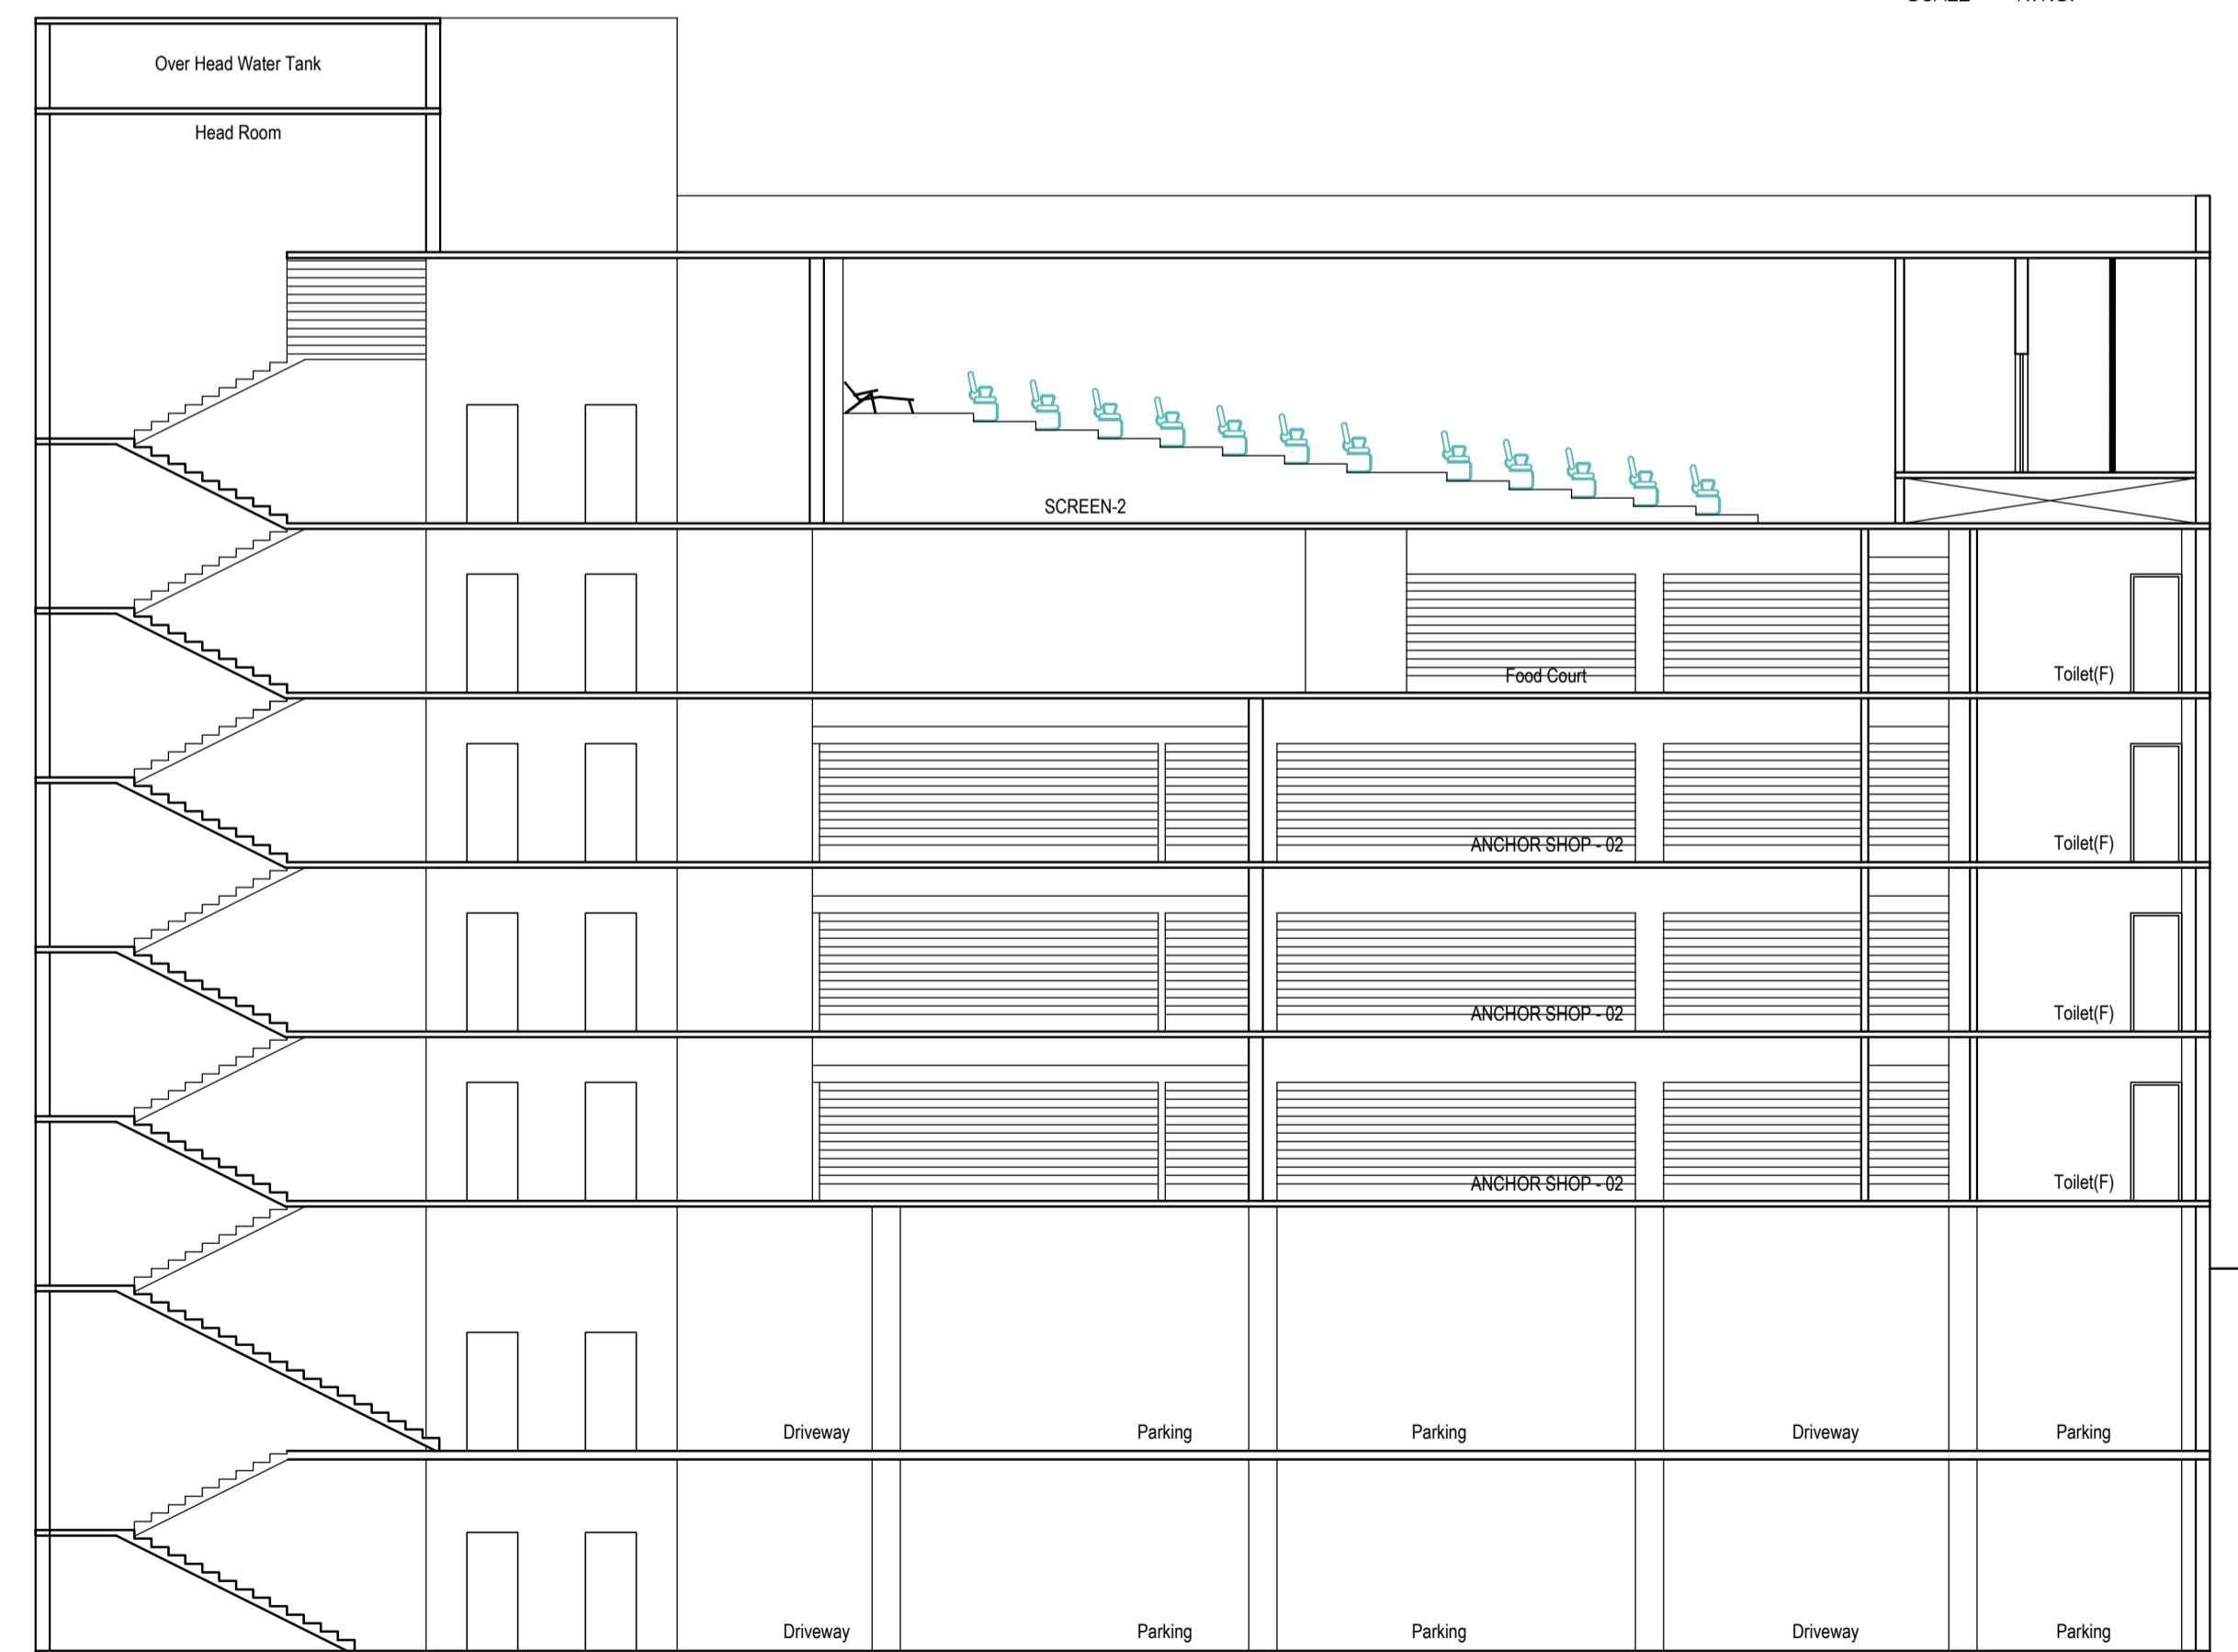 Over Head Water Tank
Head Room
SCREEN-2
Food Court
Toilet(F)
ANCHOR SHOP - 02
Toilet(F)
ANCHOR SHOP - 02
Toilet(F)
ANCHOR SHOP - 02
Toilet(F)
Driveway
Parking
Parking
Driveway
Parking
Driveway
Parking
Parking
Driveway
Parking